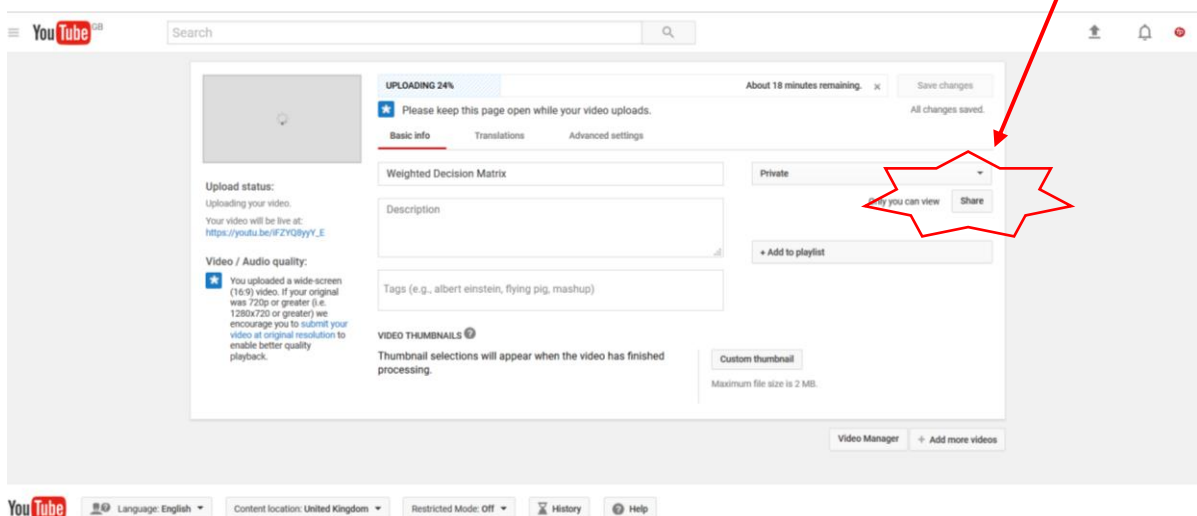 YouTube GB
Search
UPLOADING 24% About 18 minutes remaining. x Save changes
Please keep this page open while your video uploads. All changes saved.
Basic info Translations Advanced settings
Weighted Decision Matrix
Private
Upload status:
Uploading your video.
Your video will be live at:
https://youtu.be/iFZYQ8yyY_E
Description
Only you can view Share
+ Add to playlist
Video / Audio quality:
You uploaded a wide-screen
(16:9) video. If your original
was 720p or greater (i.e.
1280x720 or greater) we
encourage you to submit your
video at original resolution to
enable better quality
playback.
Tags (e.g., albert einstein, flying pig, mashup)
VIDEO THUMBNAILS ?
Thumbnail selections will appear when the video has finished
processing.
Custom thumbnail
Maximum file size is 2 MB.
Video Manager + Add more videos
YouTube Language: English Content location: United Kingdom Restricted Mode: Off History Help